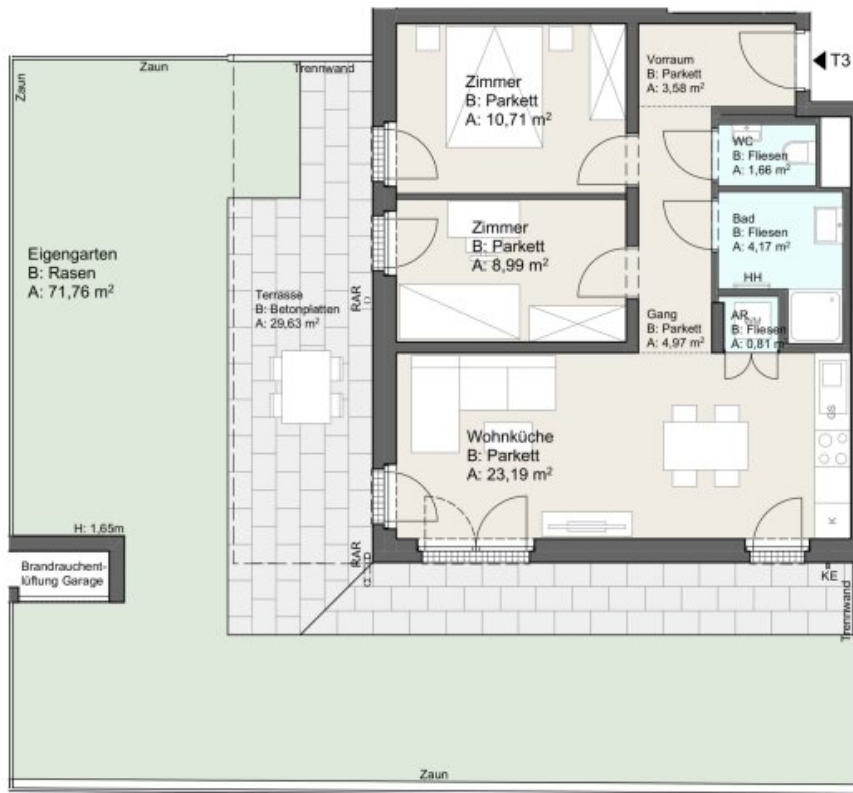 Zaun
Zaun
Trennwand
Zimmer
B: Parkett
A: 10,71 m²
Vorraum
B: Parkett
A: 3,58 m²
T3
WC
B: Fliesen
A: 1,66 m²
Zimmer
B: Parkett
A: 8,99 m²
Bad
B: Fliesen
A: 4,17 m²
HH
Eigengarten
B: Rasen
A: 71,76 m²
Terrasse
B: Betonplatten
A: 29,63 m²
RAR
Gang
B: Parkett
A: 4,97 m²
AR
B: Fliesen
A: 0,81 m²
GS
Wohnküche
B: Parkett
A: 23,19 m²
K
H: 1,65m
Brandrauchent-
lüftung Garage
RAR
KE
Trennwand
Zaun